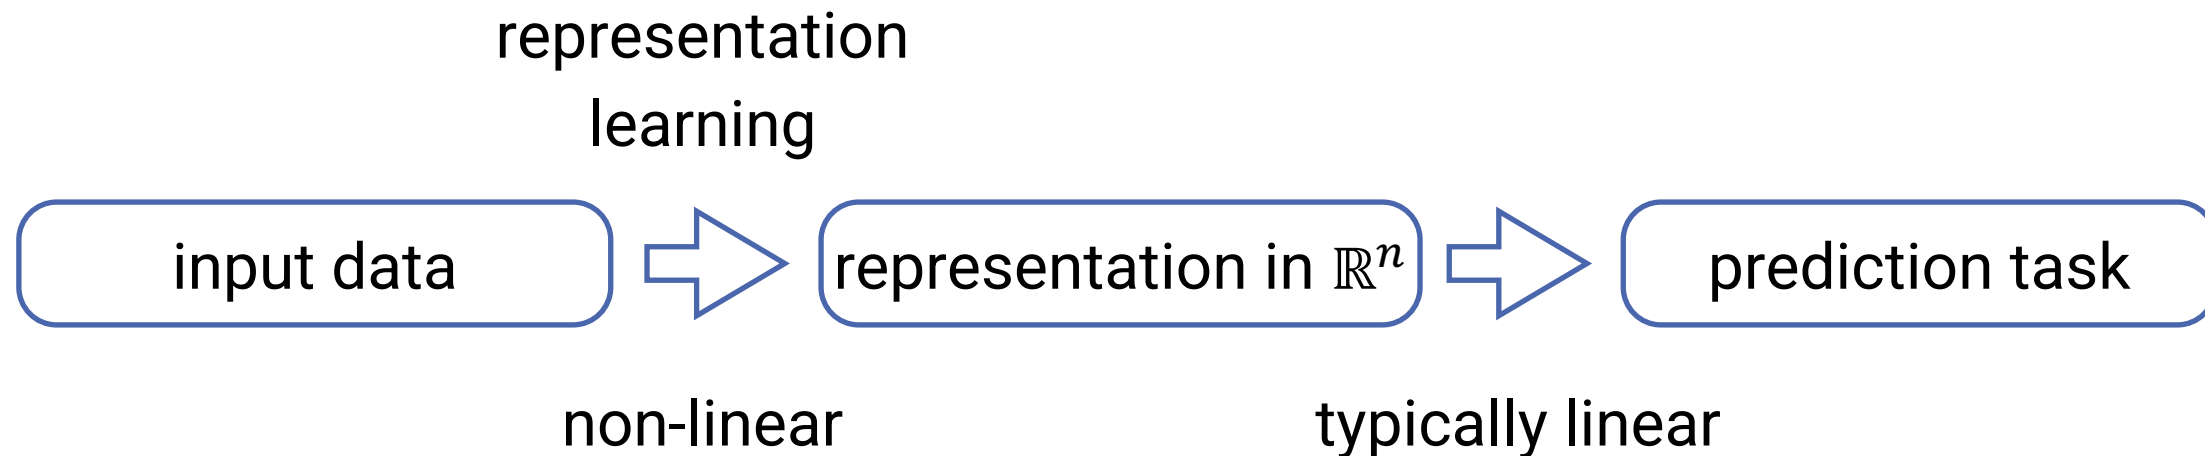 representation
learning
input data
representation in ℝⁿ
prediction task
non-linear
typically linear